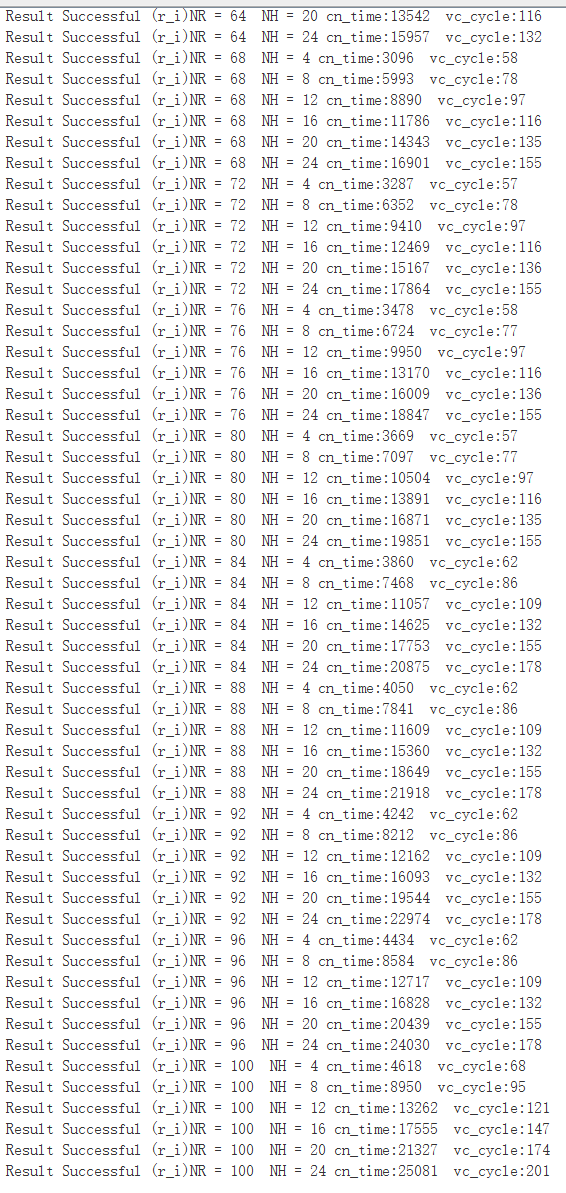 Result Successful (r_i)NR = 64  NH = 20 cn_time:13542  vc_cycle:116
Result Successful (r_i)NR = 64  NH = 24 cn_time:15957  vc_cycle:132
Result Successful (r_i)NR = 68  NH = 4 cn_time:3096  vc_cycle:58
Result Successful (r_i)NR = 68  NH = 8 cn_time:5993  vc_cycle:78
Result Successful (r_i)NR = 68  NH = 12 cn_time:8890  vc_cycle:97
Result Successful (r_i)NR = 68  NH = 16 cn_time:11786  vc_cycle:116
Result Successful (r_i)NR = 68  NH = 20 cn_time:14343  vc_cycle:135
Result Successful (r_i)NR = 68  NH = 24 cn_time:16901  vc_cycle:155
Result Successful (r_i)NR = 72  NH = 4 cn_time:3287  vc_cycle:57
Result Successful (r_i)NR = 72  NH = 8 cn_time:6352  vc_cycle:78
Result Successful (r_i)NR = 72  NH = 12 cn_time:9410  vc_cycle:97
Result Successful (r_i)NR = 72  NH = 16 cn_time:12469  vc_cycle:116
Result Successful (r_i)NR = 72  NH = 20 cn_time:15167  vc_cycle:136
Result Successful (r_i)NR = 72  NH = 24 cn_time:17864  vc_cycle:155
Result Successful (r_i)NR = 76  NH = 4 cn_time:3478  vc_cycle:58
Result Successful (r_i)NR = 76  NH = 8 cn_time:6724  vc_cycle:77
Result Successful (r_i)NR = 76  NH = 12 cn_time:9950  vc_cycle:97
Result Successful (r_i)NR = 76  NH = 16 cn_time:13170  vc_cycle:116
Result Successful (r_i)NR = 76  NH = 20 cn_time:16009  vc_cycle:136
Result Successful (r_i)NR = 76  NH = 24 cn_time:18847  vc_cycle:155
Result Successful (r_i)NR = 80  NH = 4 cn_time:3669  vc_cycle:57
Result Successful (r_i)NR = 80  NH = 8 cn_time:7097  vc_cycle:77
Result Successful (r_i)NR = 80  NH = 12 cn_time:10504  vc_cycle:97
Result Successful (r_i)NR = 80  NH = 16 cn_time:13891  vc_cycle:116
Result Successful (r_i)NR = 80  NH = 20 cn_time:16871  vc_cycle:135
Result Successful (r_i)NR = 80  NH = 24 cn_time:19851  vc_cycle:155
Result Successful (r_i)NR = 84  NH = 4 cn_time:3860  vc_cycle:62
Result Successful (r_i)NR = 84  NH = 8 cn_time:7468  vc_cycle:86
Result Successful (r_i)NR = 84  NH = 12 cn_time:11057  vc_cycle:109
Result Successful (r_i)NR = 84  NH = 16 cn_time:14625  vc_cycle:132
Result Successful (r_i)NR = 84  NH = 20 cn_time:17753  vc_cycle:155
Result Successful (r_i)NR = 84  NH = 24 cn_time:20875  vc_cycle:178
Result Successful (r_i)NR = 88  NH = 4 cn_time:4050  vc_cycle:62
Result Successful (r_i)NR = 88  NH = 8 cn_time:7841  vc_cycle:86
Result Successful (r_i)NR = 88  NH = 12 cn_time:11609  vc_cycle:109
Result Successful (r_i)NR = 88  NH = 16 cn_time:15360  vc_cycle:132
Result Successful (r_i)NR = 88  NH = 20 cn_time:18649  vc_cycle:155
Result Successful (r_i)NR = 88  NH = 24 cn_time:21918  vc_cycle:178
Result Successful (r_i)NR = 92  NH = 4 cn_time:4242  vc_cycle:62
Result Successful (r_i)NR = 92  NH = 8 cn_time:8212  vc_cycle:86
Result Successful (r_i)NR = 92  NH = 12 cn_time:12162  vc_cycle:109
Result Successful (r_i)NR = 92  NH = 16 cn_time:16093  vc_cycle:132
Result Successful (r_i)NR = 92  NH = 20 cn_time:19544  vc_cycle:155
Result Successful (r_i)NR = 92  NH = 24 cn_time:22974  vc_cycle:178
Result Successful (r_i)NR = 96  NH = 4 cn_time:4434  vc_cycle:62
Result Successful (r_i)NR = 96  NH = 8 cn_time:8584  vc_cycle:86
Result Successful (r_i)NR = 96  NH = 12 cn_time:12717  vc_cycle:109
Result Successful (r_i)NR = 96  NH = 16 cn_time:16828  vc_cycle:132
Result Successful (r_i)NR = 96  NH = 20 cn_time:20439  vc_cycle:155
Result Successful (r_i)NR = 96  NH = 24 cn_time:24030  vc_cycle:178
Result Successful (r_i)NR = 100  NH = 4 cn_time:4618  vc_cycle:68
Result Successful (r_i)NR = 100  NH = 8 cn_time:8950  vc_cycle:95
Result Successful (r_i)NR = 100  NH = 12 cn_time:13262  vc_cycle:121
Result Successful (r_i)NR = 100  NH = 16 cn_time:17555  vc_cycle:147
Result Successful (r_i)NR = 100  NH = 20 cn_time:21327  vc_cycle:174
Result Successful (r_i)NR = 100  NH = 24 cn_time:25081  vc_cycle:201